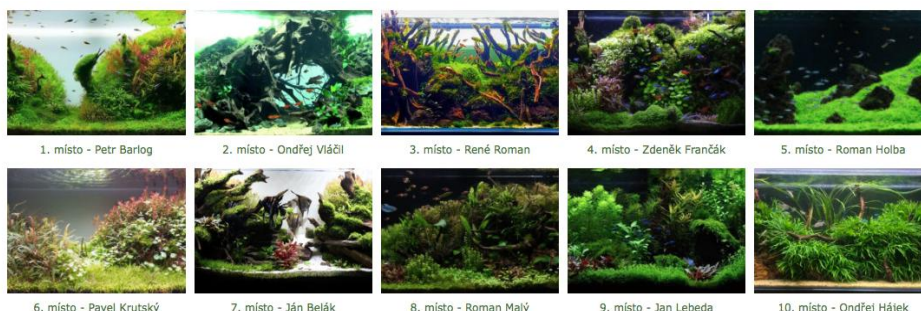 1. místo - Petr Barlog
2. místo - Ondřej Vláčil
3. místo - René Roman
4. místo - Zdeněk Frančák
5. místo - Roman Holba
6. místo - Pavel Krutský
7. místo - Ján Belák
8. místo - Roman Malý
9. místo - Jan Lebeda
10. místo - Ondřej Hájek